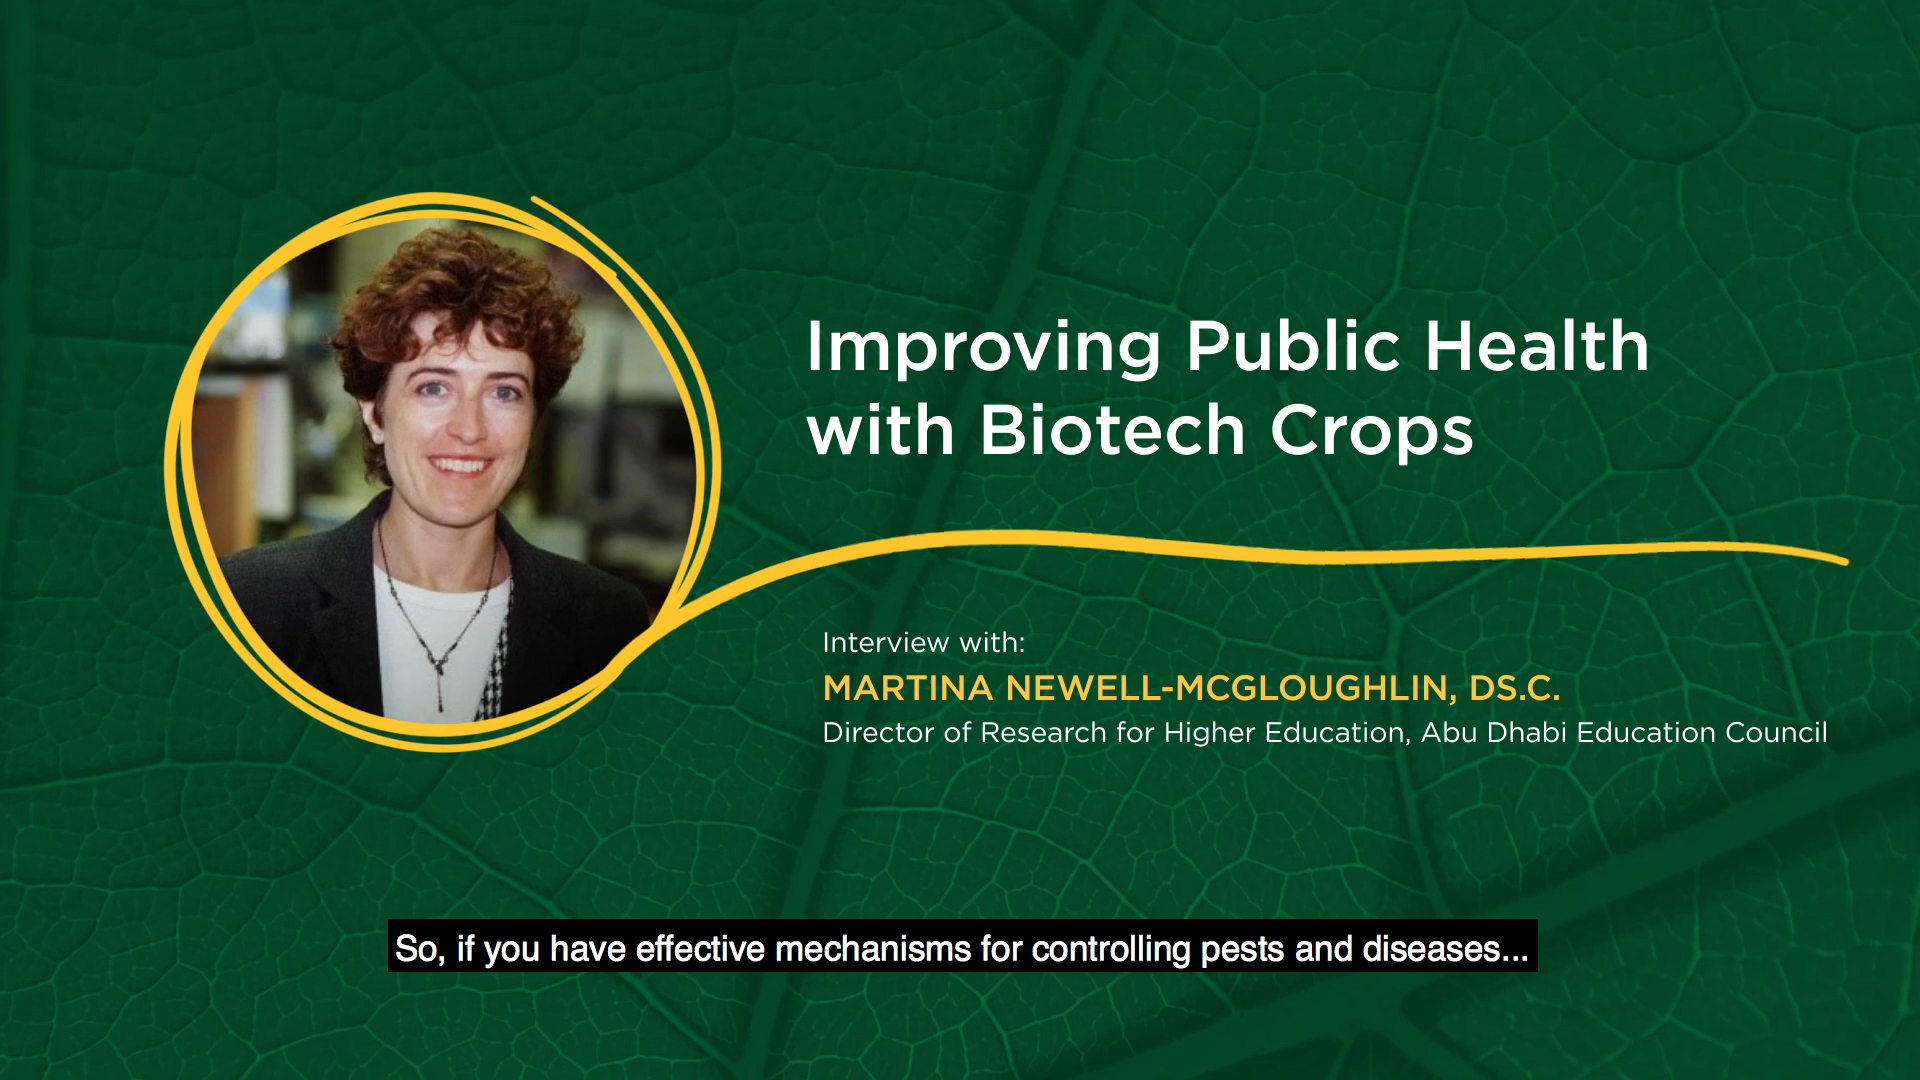 Improving Public Health
with Biotech Crops
Interview with:
MARTINA NEWELL-MCGLOUGHLIN, DS.C.
Director of Research for Higher Education, Abu Dhabi Education Council
So, if you have effective mechanisms for controlling pests and diseases...